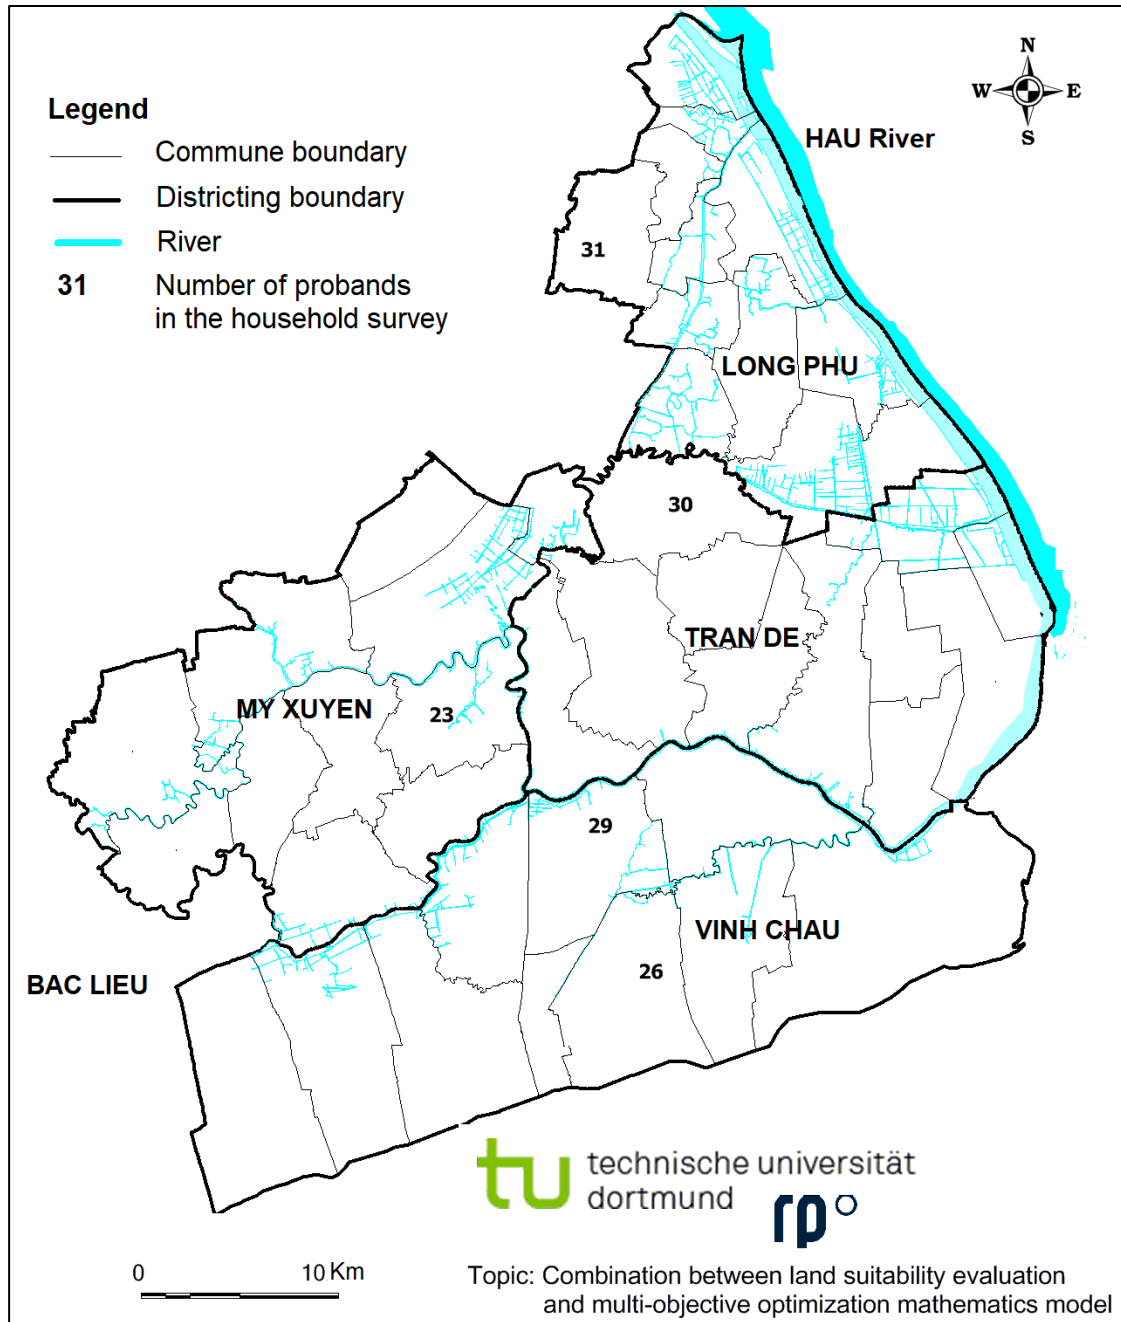 N
W E
S
HAU River
Legend
Commune boundary
Districting boundary
River
31 Number of probands
in the household survey
31
LONG PHU
30
TRAN DE
MY XUYEN
23
29
VINH CHAU
26
BAC LIEU
tu technische universität
dortmund
rp
0 10 Km
Topic: Combination between land suitability evaluation
and multi-objective optimization mathematics model